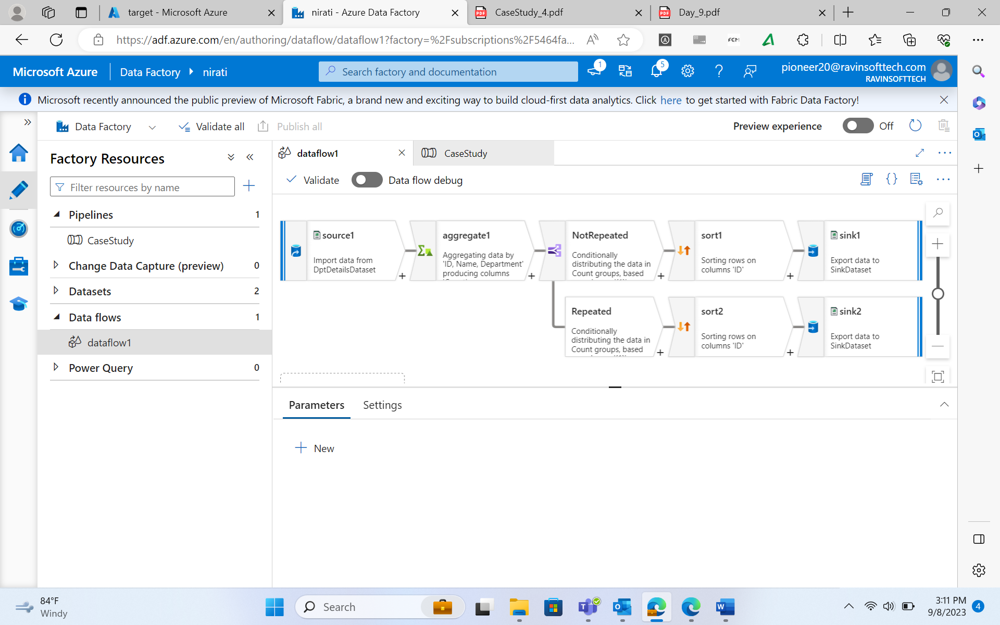 target - Microsoft Azure
nirati - Azure Data Factory
CaseStudy_4.pdf
Day_9.pdf
https://adf.azure.com/en/authoring/dataflow/dataflow1?factory=%2Fsubscriptions%2F5464fa...
FCM
Microsoft Azure
Data Factory
nirati
Search factory and documentation
1
5
pioneer20@ravinsofttech.com
RAVINSOFTTECH
Microsoft recently announced the public preview of Microsoft Fabric, a brand new and exciting way to build cloud-first data analytics. Click here to get started with Fabric Data Factory!
Data Factory
Validate all
Publish all
Preview experience
Off
Factory Resources
Filter resources by name
Pipelines 1
CaseStudy
Change Data Capture (preview) 0
Datasets 2
Data flows 1
dataflow1
Power Query 0
dataflow1
CaseStudy
Validate
Data flow debug
source1
Import data from
DptDetailsDataset
aggregate1
Aggregating data by
'ID, Name, Department'
producing columns
NotRepeated
Conditionally
distributing the data in
Count groups, based
sort1
Sorting rows on
columns 'ID'
sink1
Export data to
SinkDataset
Repeated
Conditionally
distributing the data in
Count groups, based
sort2
Sorting rows on
columns 'ID'
sink2
Export data to
SinkDataset
Parameters
Settings
New
84°F
Windy
Search
3:11 PM
9/8/2023
4